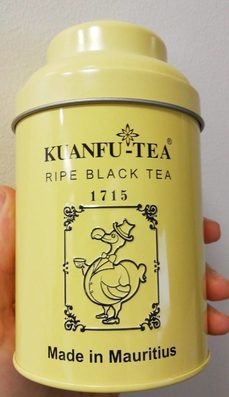 KUANFU-TEA®
RIPE BLACK TEA
1715
Made in Mauritius